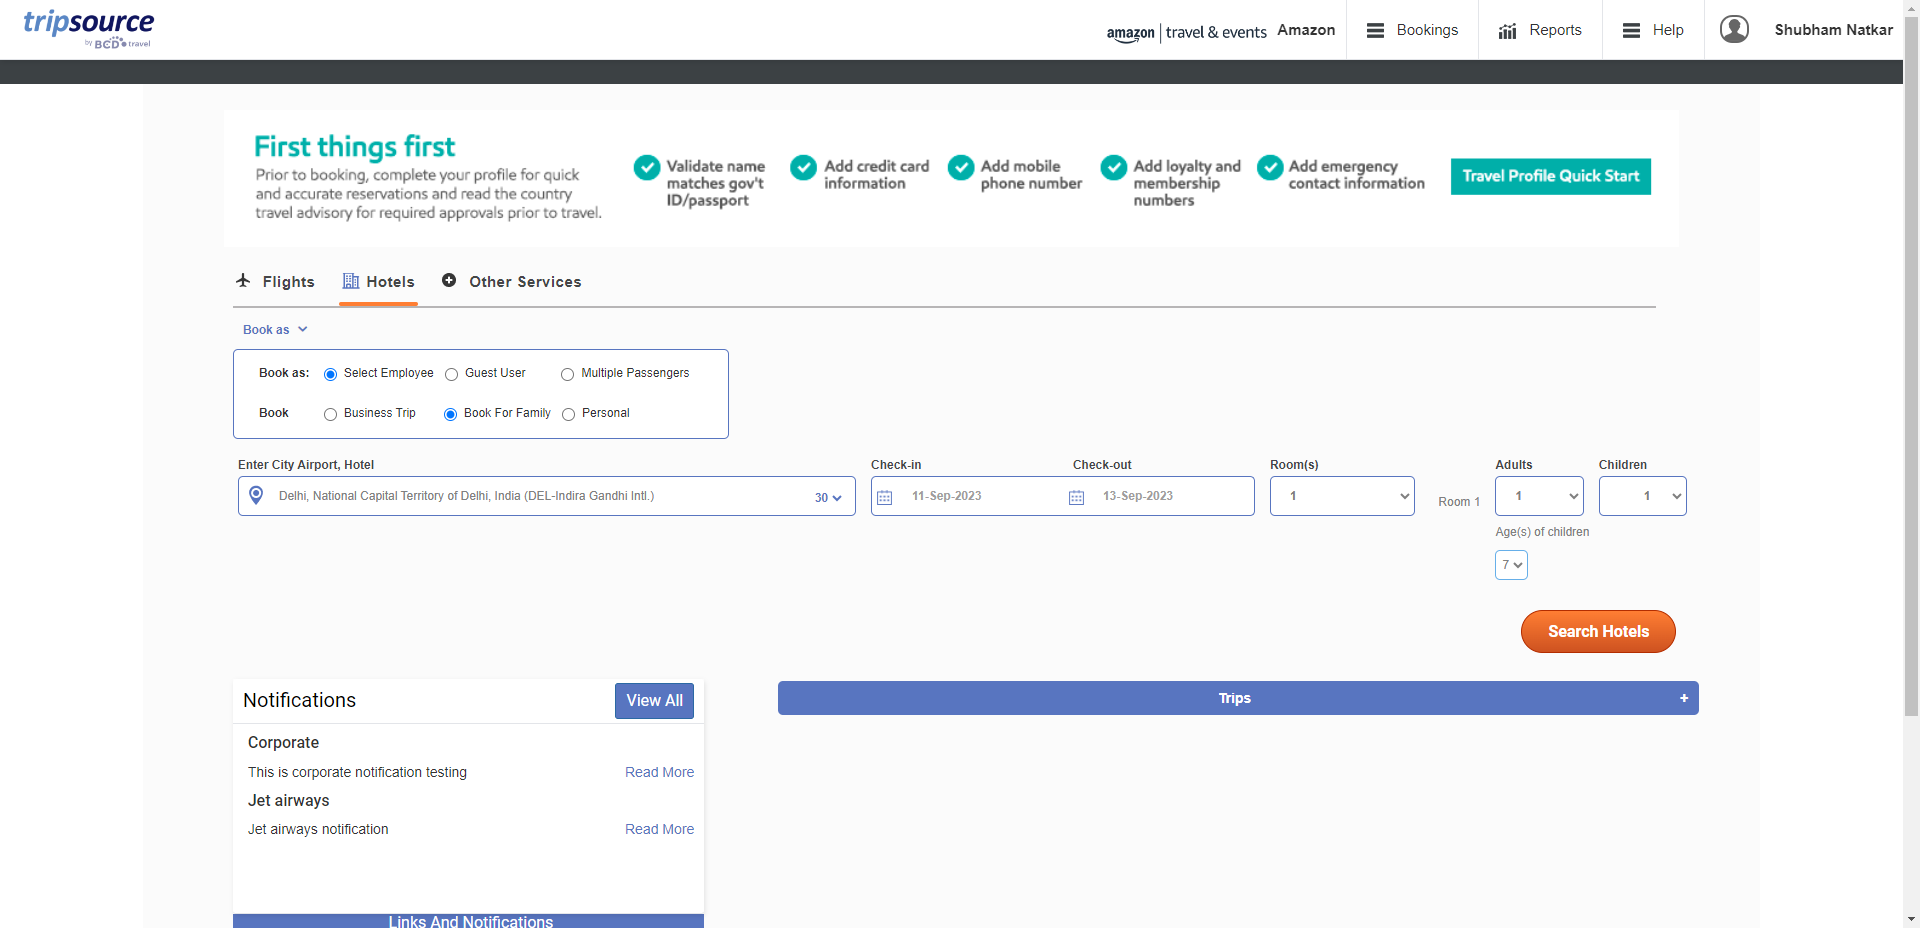 tripsource
by BCD travel
amazon | travel & events Amazon
Bookings
Reports
Help
Shubham Natkar
First things first
Prior to booking, complete your profile for quick
and accurate reservations and read the country
travel advisory for required approvals prior to travel.
Validate name
matches gov't
ID/passport
Add credit card
information
Add mobile
phone number
Add loyalty and
membership
numbers
Add emergency
contact information
Travel Profile Quick Start
Flights
Hotels
Other Services
Book as
Book as: Select Employee Guest User Multiple Passengers
Book Business Trip Book For Family Personal
Enter City Airport, Hotel Check-in Check-out Room(s) Adults Children
Delhi, National Capital Territory of Delhi, India (DEL-Indira Gandhi Intl.) 30 11-Sep-2023 13-Sep-2023 1 Room 1 1 1
Age(s) of children
7
Search Hotels
Notifications
View All
Trips +
Corporate
This is corporate notification testing Read More
Jet airways
Jet airways notification Read More
Links And Notifications